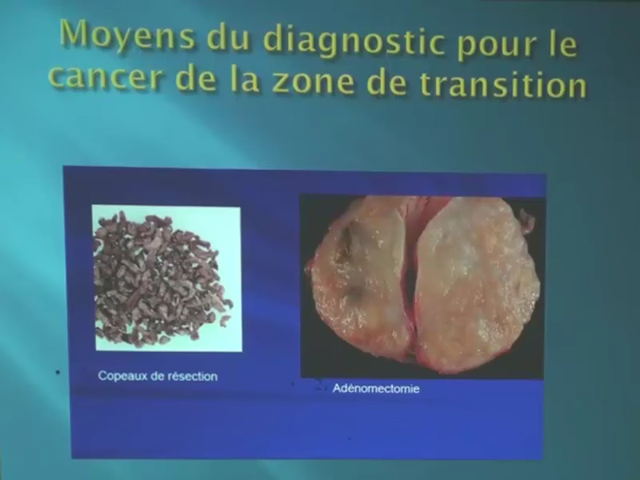 Moyens du diagnostic pour le
cancer de la zone de transition
Copeaux de résection
Adénomectomie